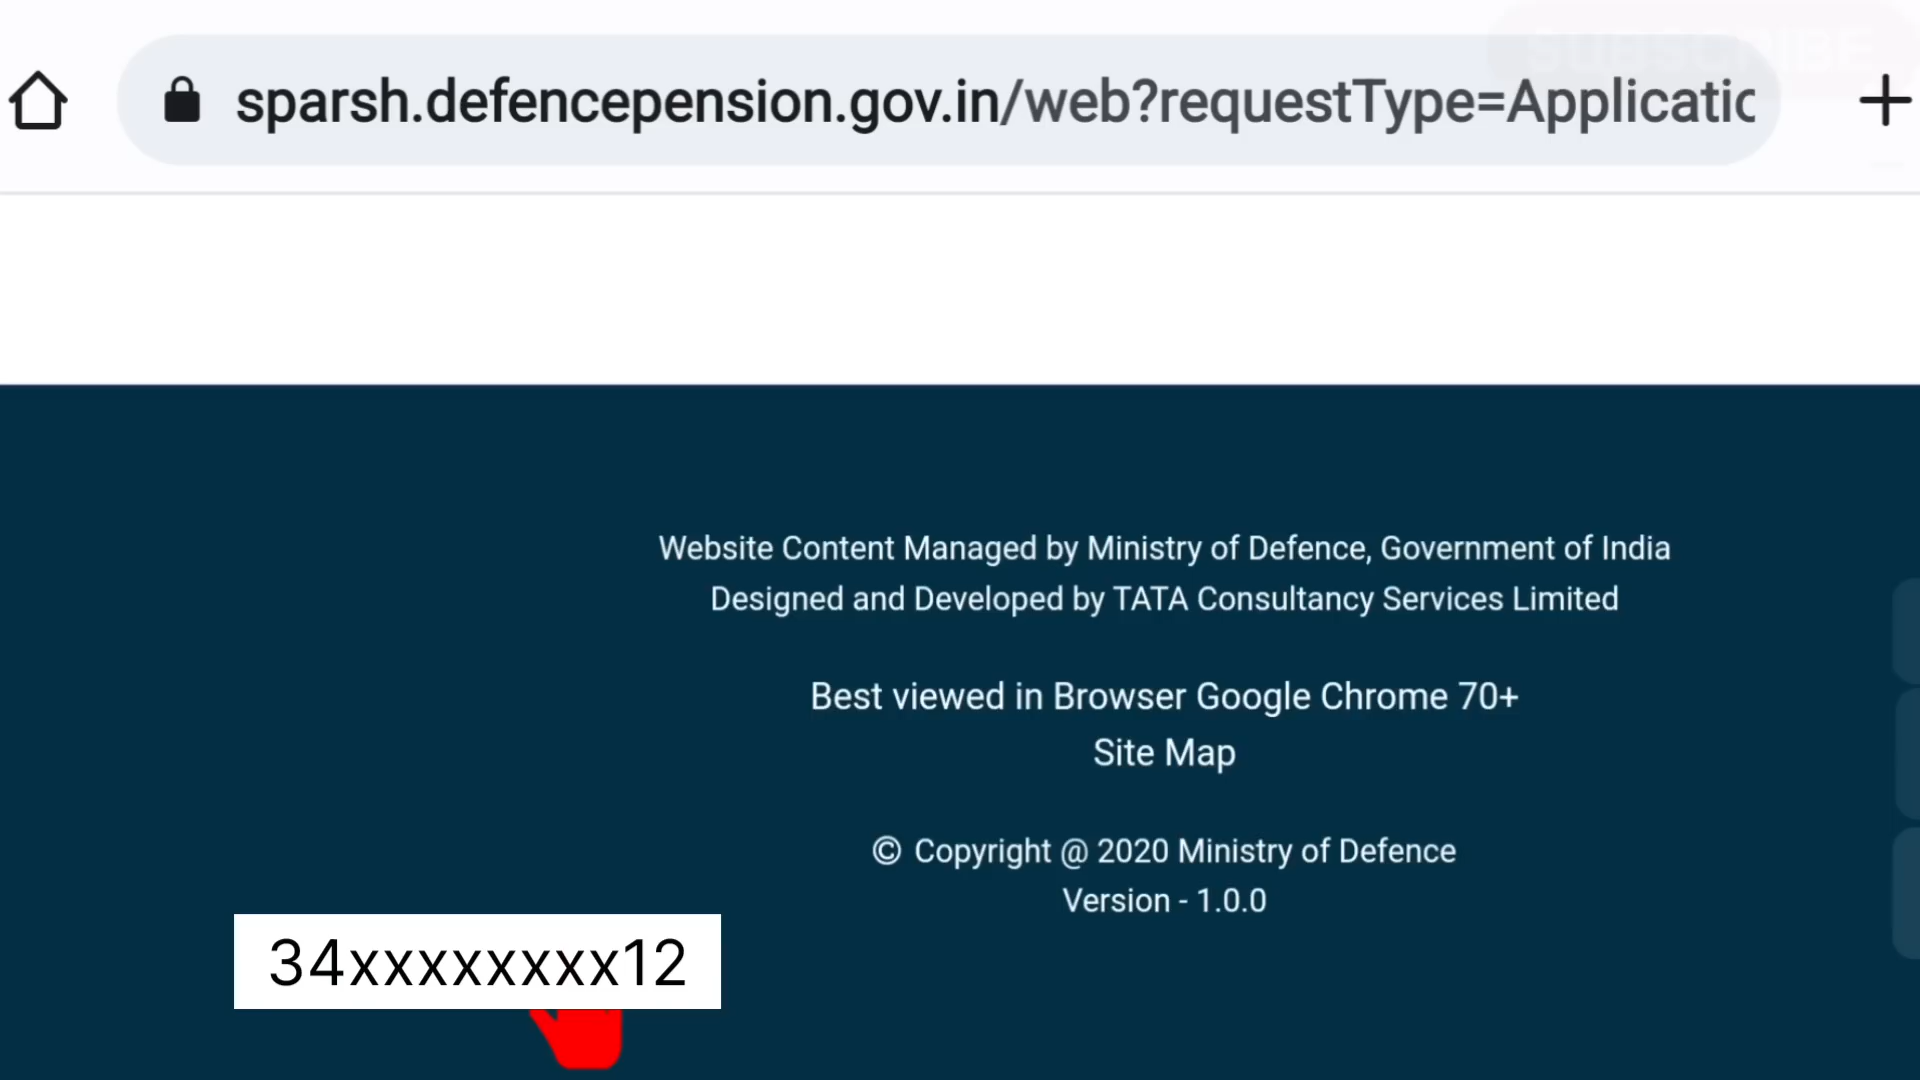 SUBSCRIBE
sparsh.defencepension.gov.in/web?requestType=Applicatic
Website Content Managed by Ministry of Defence, Government of India
Designed and Developed by TATA Consultancy Services Limited
Best viewed in Browser Google Chrome 70+
Site Map
© Copyright @ 2020 Ministry of Defence
Version - 1.0.0
34xxxxxxxx12